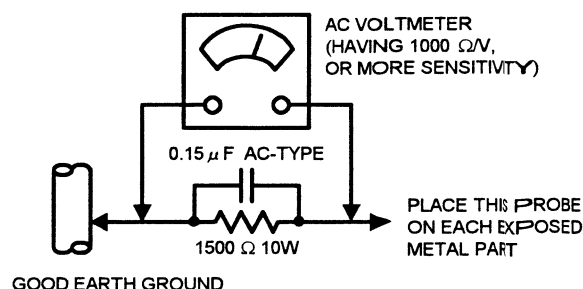 AC VOLTMETER
(HAVING 1000 Ω/V,
OR MORE SENSITIVITY)
0.15 μF AC-TYPE
1500 Ω 10W
PLACE THIS PROBE
ON EACH EXPOSED
METAL PART
GOOD EARTH GROUND